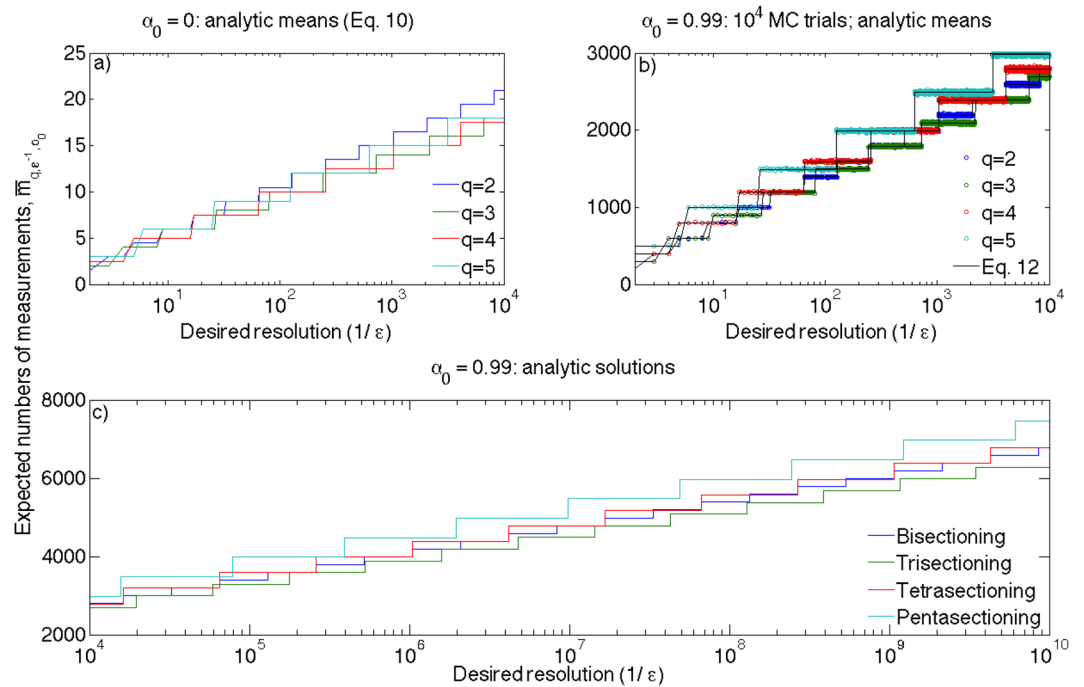 α0 = 0: analytic means (Eq. 10)
α0 = 0.99: 10^4 MC trials; analytic means
a)
25
20
15
10
5
0
10^1
10^2
10^3
10^4
q=2
q=3
q=4
q=5
Desired resolution (1/ ε)
b)
3000
2000
1000
0
10^1
10^2
10^3
10^4
q=2
q=3
q=4
q=5
Eq. 12
Desired resolution (1/ ε)
Expected numbers of measurements, m̅q,ε^-1,α0
α0 = 0.99: analytic solutions
c)
8000
6000
4000
2000
10^4
10^5
10^6
10^7
10^8
10^9
10^10
Bisectioning
Trisectioning
Tetrasectioning
Pentasectioning
Desired resolution (1/ ε)